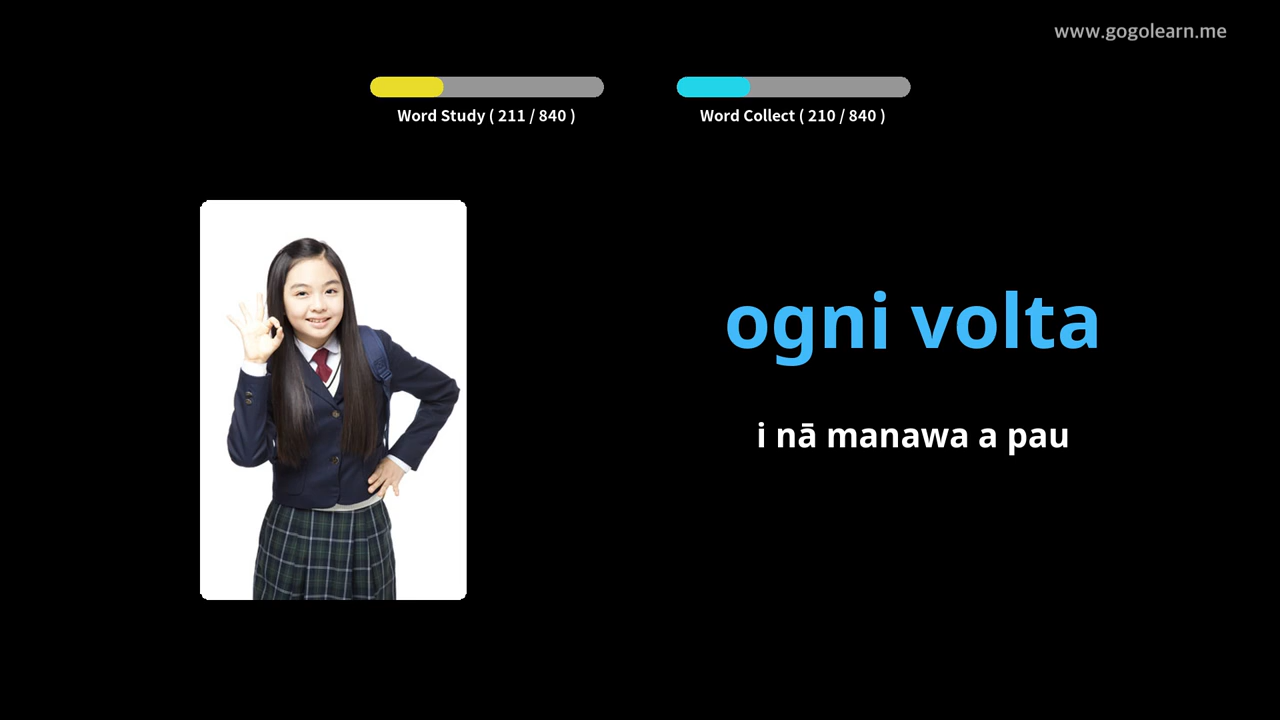 www.gogolearn.me
Word Study ( 211 / 840 )
Word Collect ( 210 / 840 )
ogni volta
i nā manawa a pau